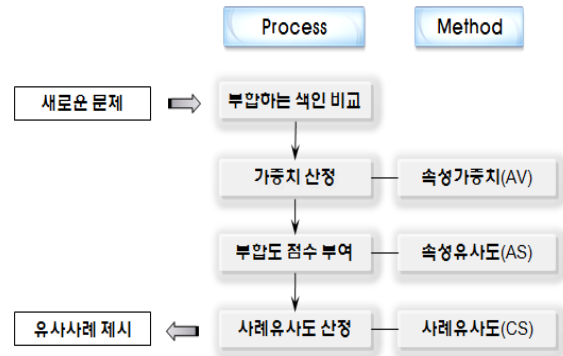 Process Method
새로운 문제 부합하는 색인 비교
가중치 산정 속성가중치(AV)
부합도 점수 부여 속성유사도(AS)
유사사례 제시 사례유사도 산정 사례유사도(CS)